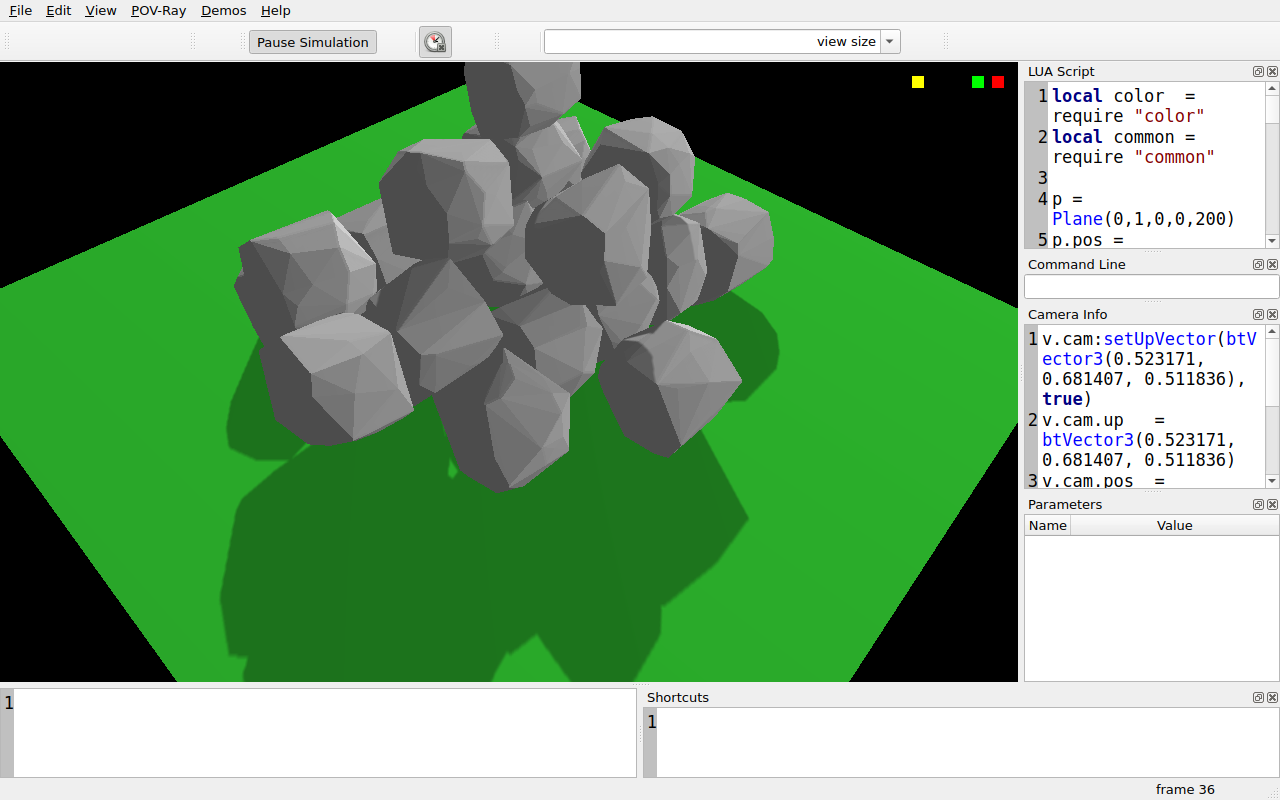 File Edit View POV-Ray Demos Help
Pause Simulation
view size
LUA Script
1 local color  =
require "color"
2 local common =
require "common"
3
4 p =
Plane(0,1,0,0,200)
5 p.pos =
Command Line
Camera Info
1 v.cam:setUpVector(btV
ector3(0.523171,
0.681407, 0.511836),
true)
2 v.cam.up   =
btVector3(0.523171,
0.681407, 0.511836)
3 v.cam.pos  =
Parameters
Name Value
1
Shortcuts
1
frame 36